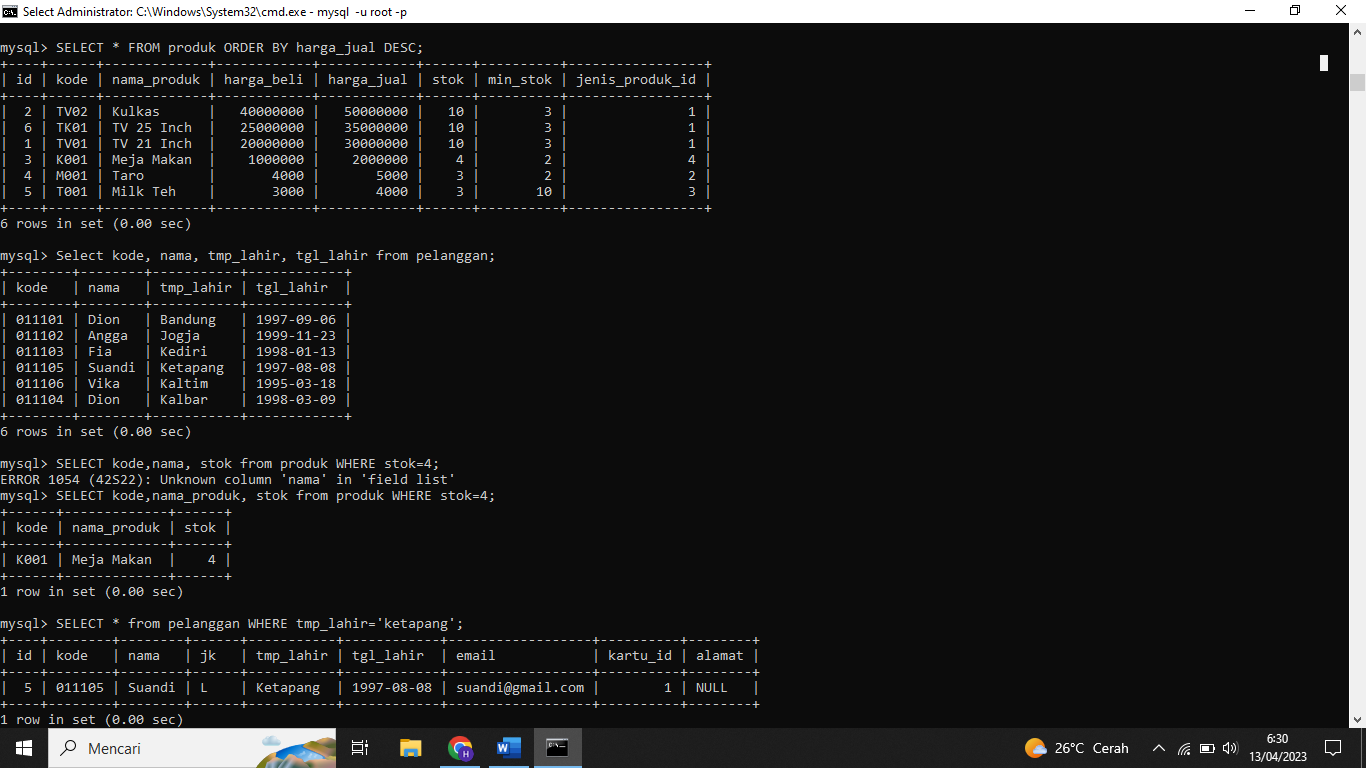 Select Administrator: C:\Windows\System32\cmd.exe - mysql  -u root -p
mysql> SELECT * FROM produk ORDER BY harga_jual DESC;
+----+------+-------------+------------+------------+------+----------+-----------------+
| id | kode | nama_produk | harga_beli | harga_jual | stok | min_stok | jenis_produk_id |
+----+------+-------------+------------+------------+------+----------+-----------------+
|  2 | TV02 | Kulkas      |   40000000 |   50000000 |   10 |        3 |               1 |
|  6 | TK01 | TV 25 Inch  |   25000000 |   35000000 |   10 |        3 |               1 |
|  1 | TV01 | TV 21 Inch  |   20000000 |   30000000 |   10 |        3 |               1 |
|  3 | K001 | Meja Makan  |    1000000 |    2000000 |    4 |        2 |               4 |
|  4 | M001 | Taro        |       4000 |       5000 |    3 |        2 |               2 |
|  5 | T001 | Milk Teh    |       3000 |       4000 |    3 |       10 |               3 |
+----+------+-------------+------------+------------+------+----------+-----------------+
6 rows in set (0.00 sec)
mysql> Select kode, nama, tmp_lahir, tgl_lahir from pelanggan;
+--------+--------+-----------+------------+
| kode   | nama   | tmp_lahir | tgl_lahir  |
+--------+--------+-----------+------------+
| 011101 | Dion   | Bandung   | 1997-09-06 |
| 011102 | Angga  | Jogja     | 1999-11-23 |
| 011103 | Fia    | Kediri    | 1998-01-13 |
| 011105 | Suandi | Ketapang  | 1997-08-08 |
| 011106 | Vika   | Kaltim    | 1995-03-18 |
| 011104 | Dion   | Kalbar    | 1998-03-09 |
+--------+--------+-----------+------------+
6 rows in set (0.00 sec)
mysql> SELECT kode,nama, stok from produk WHERE stok=4;
ERROR 1054 (42S22): Unknown column 'nama' in 'field list'
mysql> SELECT kode,nama_produk, stok from produk WHERE stok=4;
+------+-------------+------+
| kode | nama_produk | stok |
+------+-------------+------+
| K001 | Meja Makan  |    4 |
+------+-------------+------+
1 row in set (0.00 sec)
mysql> SELECT * from pelanggan WHERE tmp_lahir='ketapang';
+----+--------+--------+------+-----------+------------+------------------+----------+--------+
| id | kode   | nama   | jk   | tmp_lahir | tgl_lahir  | email            | kartu_id | alamat |
+----+--------+--------+------+-----------+------------+------------------+----------+--------+
|  5 | 011105 | Suandi | L    | Ketapang  | 1997-08-08 | suandi@gmail.com |        1 | NULL   |
+----+--------+--------+------+-----------+------------+------------------+----------+--------+
1 row in set (0.00 sec)
Mencari
26°C  Cerah
6:30
13/04/2023